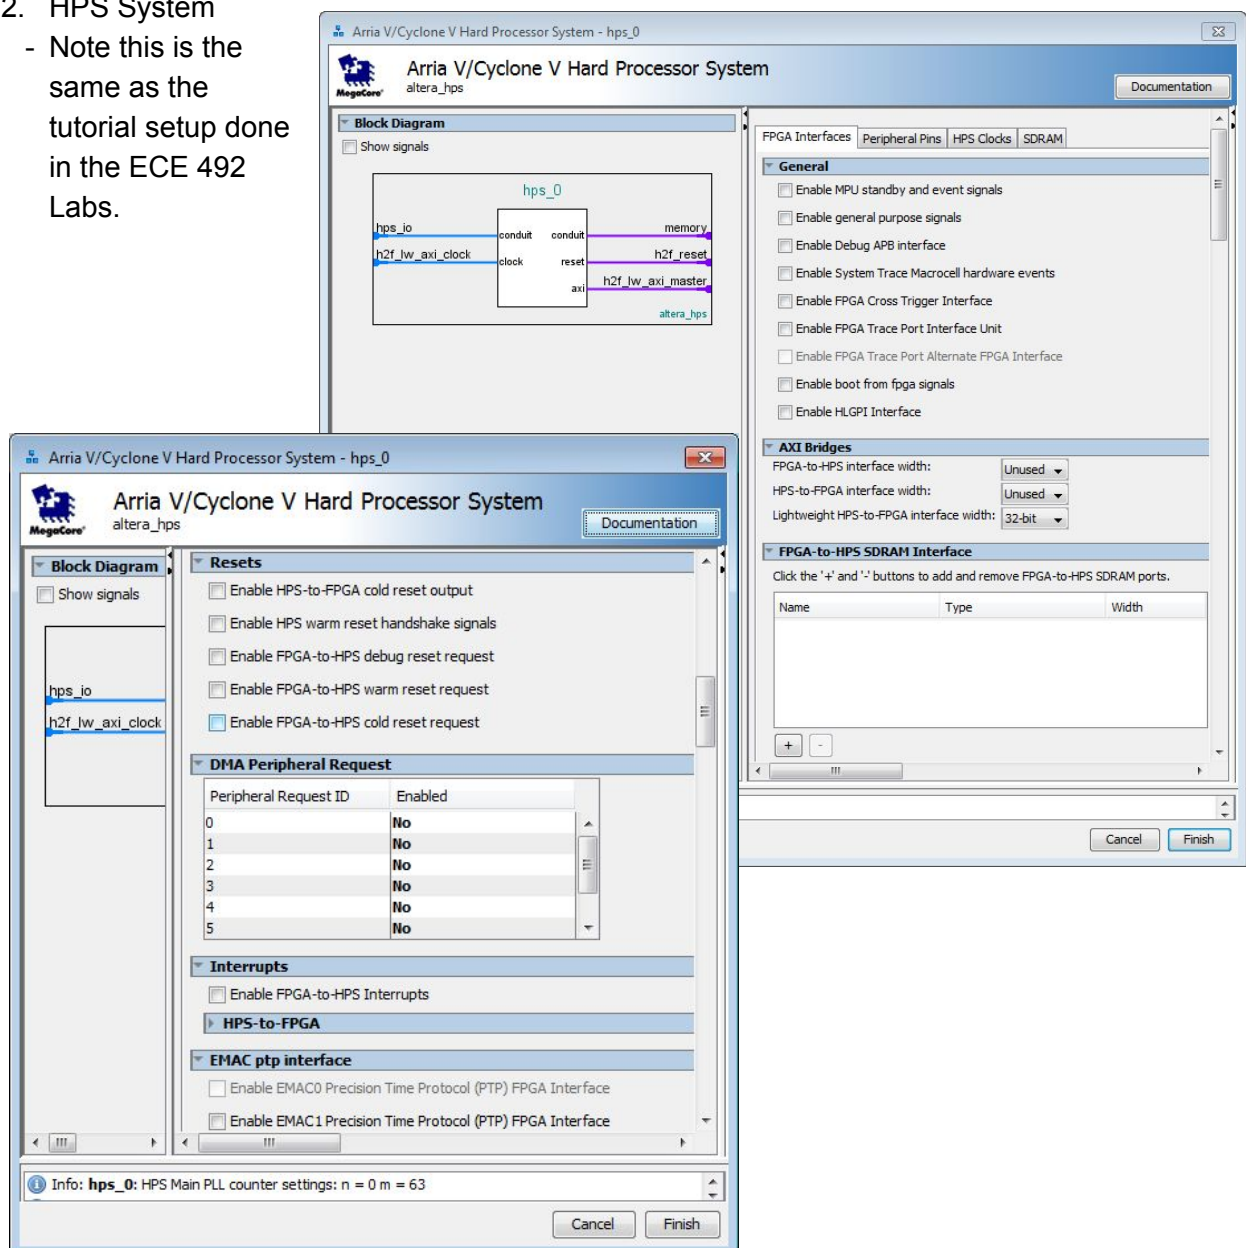 2. HPS System
- Note this is the
same as the
tutorial setup done
in the ECE 492
Labs.
Arria V/Cyclone V Hard Processor System - hps_0
MegaCore'
Arria V/Cyclone V Hard Processor System
altera_hps
Documentation
Block Diagram
Show signals
hps_0
hps_io
conduit
conduit
memory
h2f_lw_axi_clock
clock
reset
h2f_reset
axi
h2f_lw_axi_master
altera_hps
FPGA Interfaces
Peripheral Pins
HPS Clocks
SDRAM
General
Enable MPU standby and event signals
Enable general purpose signals
Enable Debug APB interface
Enable System Trace Macrocell hardware events
Enable FPGA Cross Trigger Interface
Enable FPGA Trace Port Interface Unit
Enable FPGA Trace Port Alternate FPGA Interface
Enable boot from fpga signals
Enable HLGPI Interface
AXI Bridges
FPGA-to-HPS interface width: Unused
HPS-to-FPGA interface width: Unused
Lightweight HPS-to-FPGA interface width: 32-bit
FPGA-to-HPS SDRAM Interface
Click the '+' and '-' buttons to add and remove FPGA-to-HPS SDRAM ports.
Name Type Width
+ -
Cancel Finish
Arria V/Cyclone V Hard Processor System - hps_0
MegaCore'
Arria V/Cyclone V Hard Processor System
altera_hps
Documentation
Block Diagram
Show signals
hps_io
h2f_lw_axi_clock
Resets
Enable HPS-to-FPGA cold reset output
Enable HPS warm reset handshake signals
Enable FPGA-to-HPS debug reset request
Enable FPGA-to-HPS warm reset request
Enable FPGA-to-HPS cold reset request
DMA Peripheral Request
Peripheral Request ID Enabled
0 No
1 No
2 No
3 No
4 No
5 No
Interrupts
Enable FPGA-to-HPS Interrupts
HPS-to-FPGA
EMAC ptp interface
Enable EMAC0 Precision Time Protocol (PTP) FPGA Interface
Enable EMAC1 Precision Time Protocol (PTP) FPGA Interface
Info: hps_0: HPS Main PLL counter settings: n = 0 m = 63
Cancel Finish